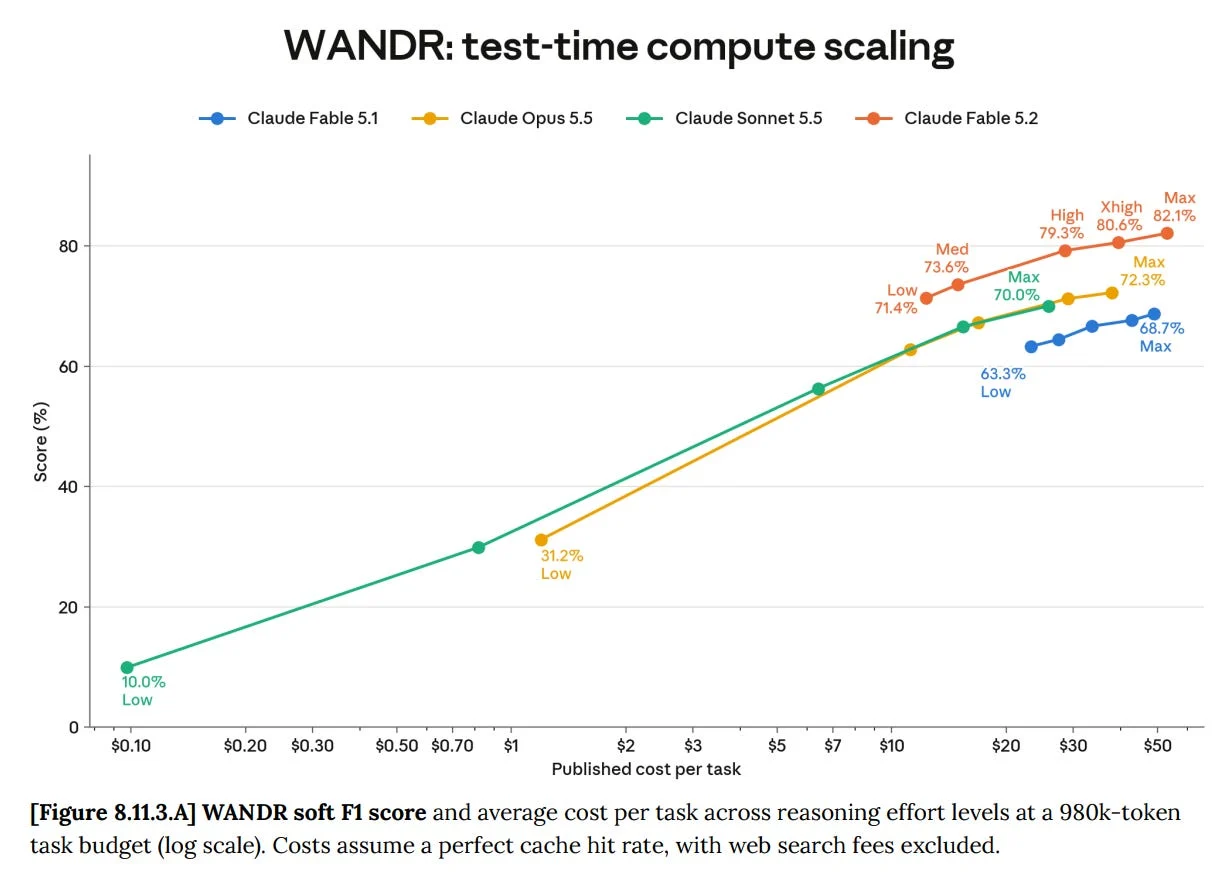 WANDR: test-time compute scaling
Claude Fable 5.1
Claude Opus 5.5
Claude Sonnet 5.5
Claude Fable 5.2
Score (%)
80
60
40
20
0
Low
71.4%
Med
73.6%
High
79.3%
Xhigh
80.6%
Max
82.1%
Max
70.0%
Max
72.3%
68.7%
Max
63.3%
Low
31.2%
Low
10.0%
Low
$0.10
$0.20
$0.30
$0.50
$0.70
$1
$2
$3
$5
$7
$10
$20
$30
$50
Published cost per task
[Figure 8.11.3.A] WANDR soft F1 score and average cost per task across reasoning effort levels at a 980k-token
task budget (log scale). Costs assume a perfect cache hit rate, with web search fees excluded.